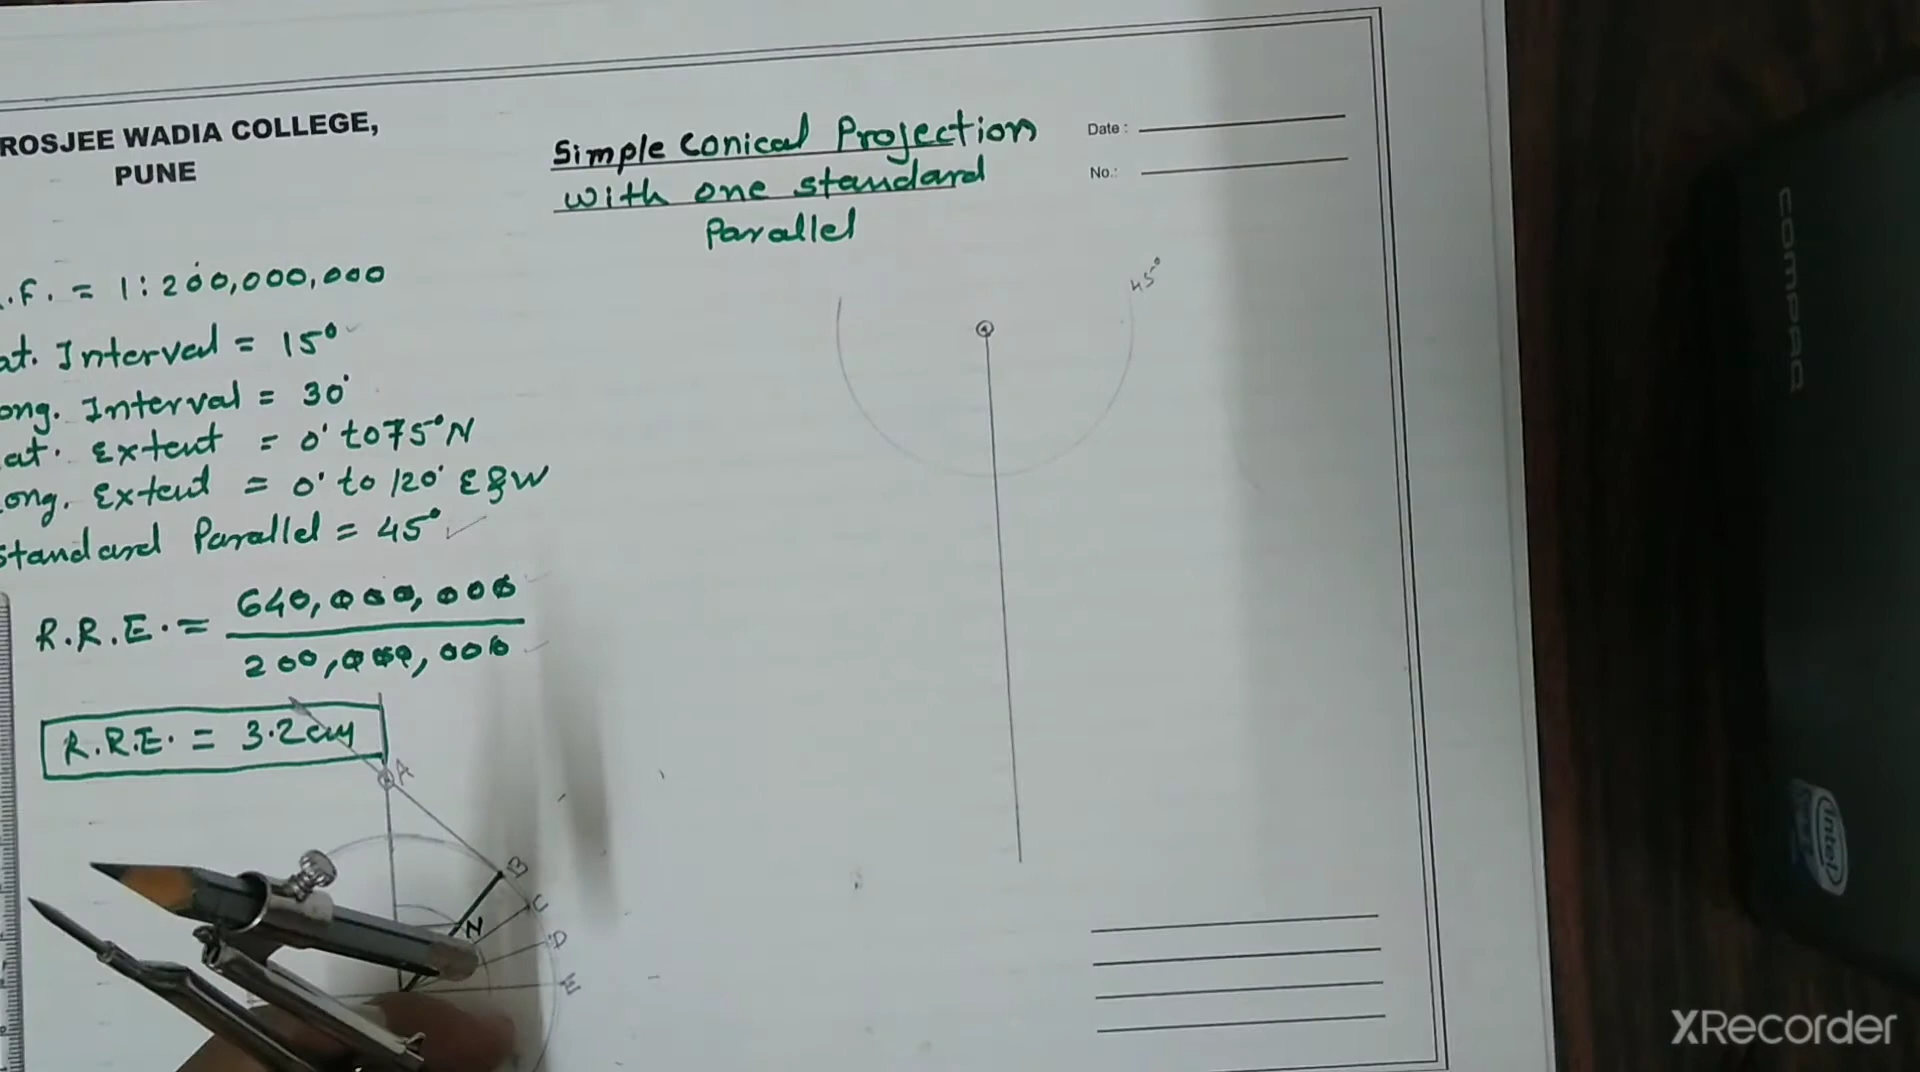 ROSJEE WADIA COLLEGE,
PUNE
Simple Conical Projection
with one standard
Parallel
Date :
No.:
.F. = 1:200,000,000
at. Interval = 15°
ong. Interval = 30°
at. Extent = 0° to 75° N
ong. Extent = 0° to 120° E & W
Standard Parallel = 45°
R.R.E. = 640,000,000
200,000,000
R.R.E. = 3.2 cm
45°
A
B
C
N
D
E
COMPAQ
intel
XRecorder